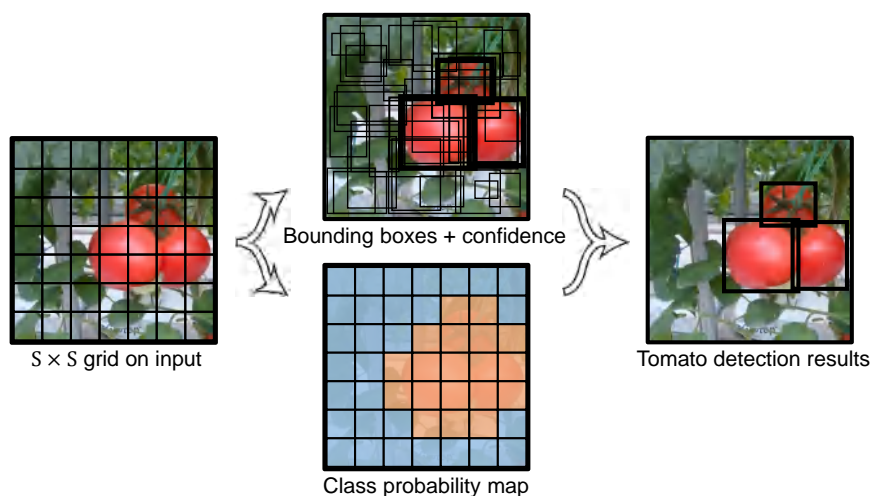 Bounding boxes + confidence
S × S grid on input
Tomato detection results
Class probability map